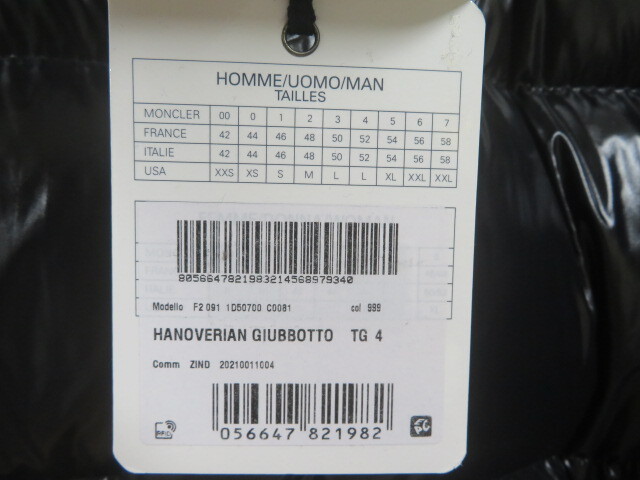 HOMME/UOMO/MAN
TAILLES
MONCLER 00 0 1 2 3 4 5 6 7
FRANCE 42 44 46 48 50 52 54 56 58
ITALIE 42 44 46 48 50 52 54 56 58
USA XXS XS S M L L XL XXL XXL
8056647821983214568979340
Modello F2 091 1D50700 C0081 col 999
HANOVERIAN GIUBBOTTO TG 4
Comm ZIND 20210011004
056647 821982